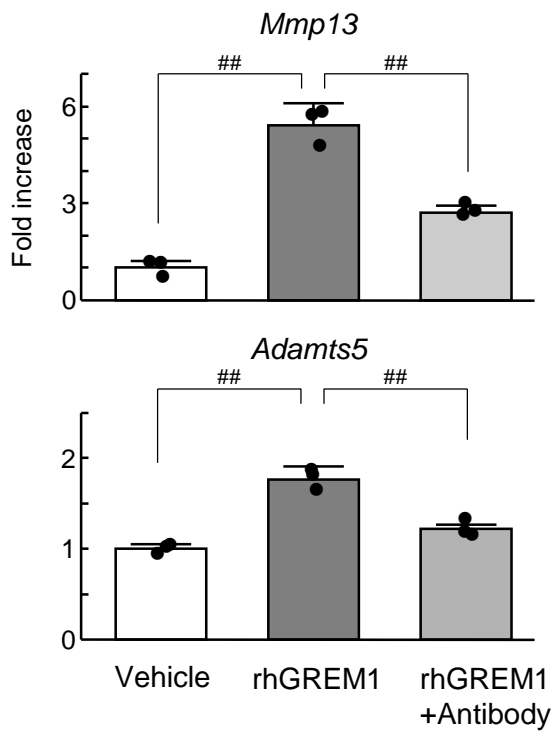 Mmp13
## ##
Fold increase
6
3
0
Adamts5
## ##
2
1
0
Vehicle rhGREM1 rhGREM1
+Antibody